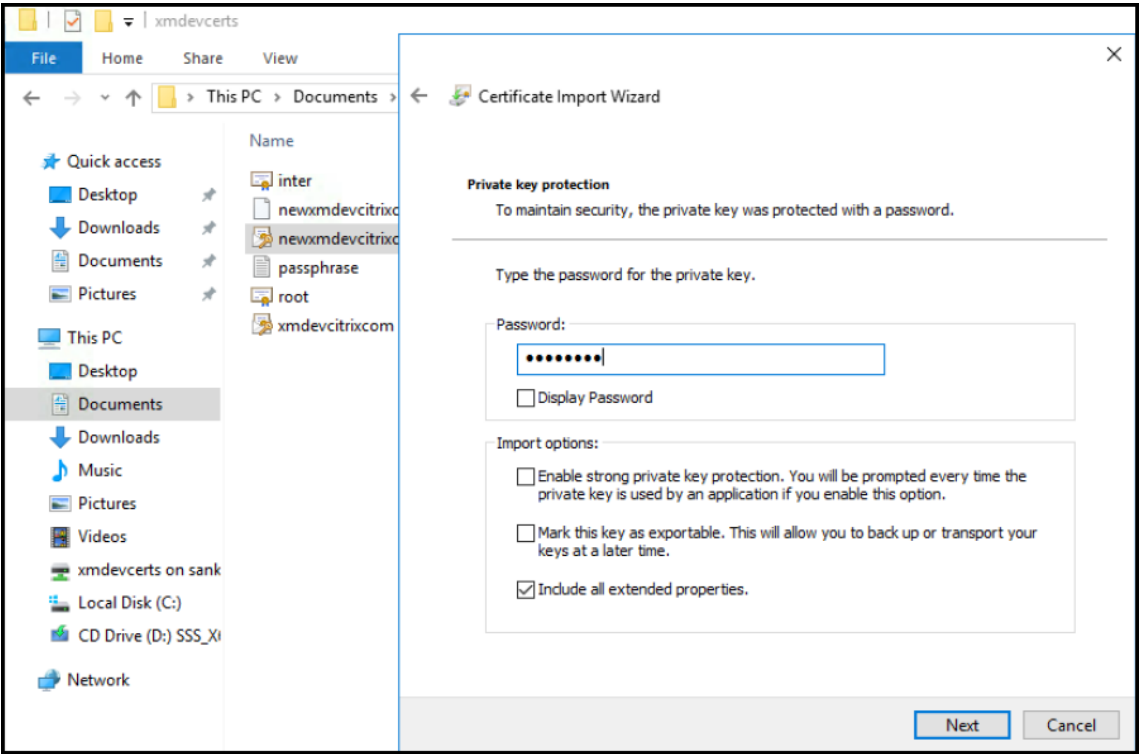 xmdevcerts
File Home Share View
This PC > Documents >
Name
Quick access
Desktop
Downloads
Documents
Pictures
This PC
Desktop
Documents
Downloads
Music
Pictures
Videos
xmdevcerts on sank
Local Disk (C:)
CD Drive (D:) SSS_X
Network
inter
newxmdevcitrixc
newxmdevcitrixc
passphrase
root
xmdevcitrixcom
Certificate Import Wizard
Private key protection
To maintain security, the private key was protected with a password.
Type the password for the private key.
Password:
••••••••
Display Password
Import options:
Enable strong private key protection. You will be prompted every time the
private key is used by an application if you enable this option.
Mark this key as exportable. This will allow you to back up or transport your
keys at a later time.
Include all extended properties.
Next Cancel